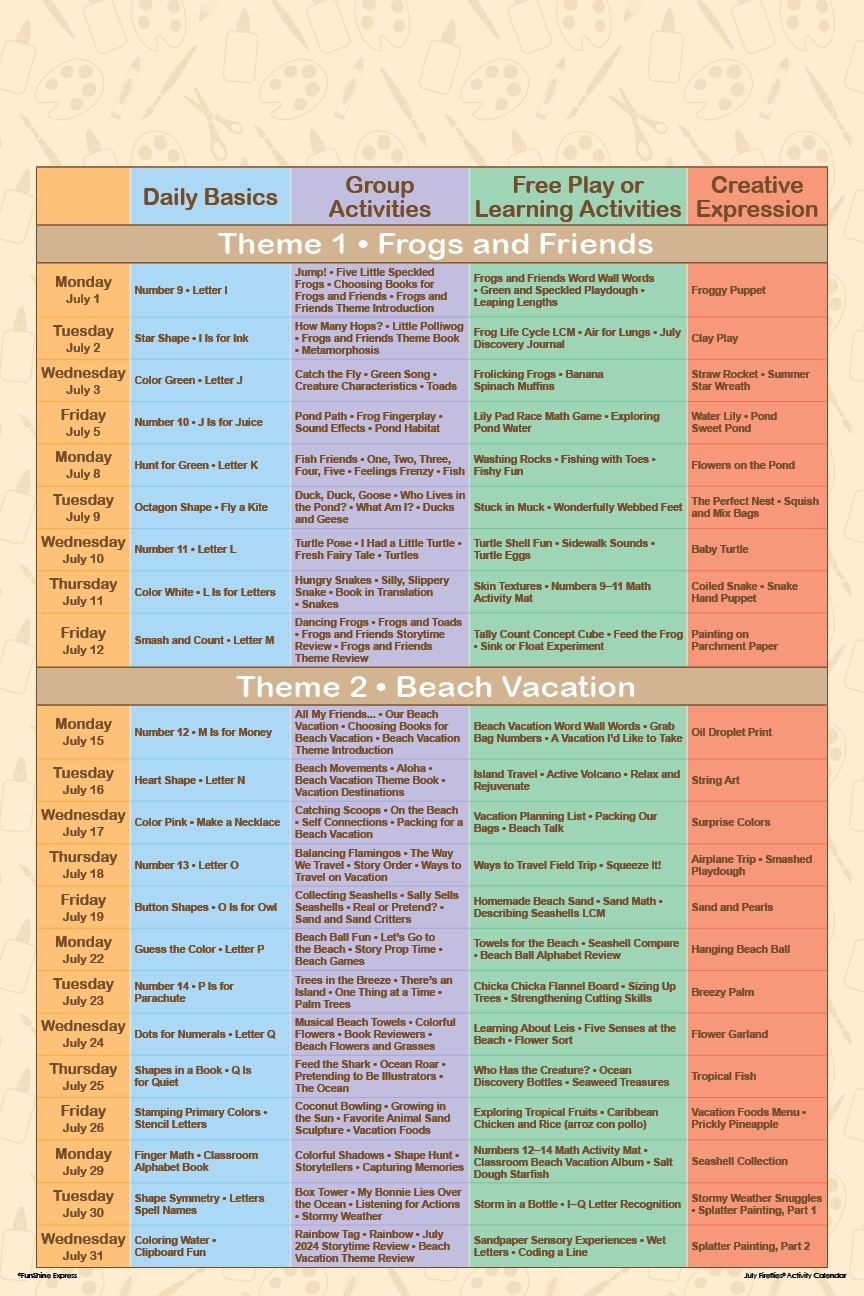 Daily Basics
Group
Activities
Free Play or
Learning Activities
Creative
Expression
Theme 1 • Frogs and Friends
Monday
July 1
Number 9 • Letter I
Jump! • Five Little Speckled
Frogs • Choosing Books for
Frogs and Friends • Frogs and
Friends Theme Introduction
Frogs and Friends Word Wall Words
• Green and Speckled Playdough •
Leaping Lengths
Froggy Puppet
Tuesday
July 2
Star Shape • I Is for Ink
How Many Hops? • Little Polliwog
• Frogs and Friends Theme Book
• Metamorphosis
Frog Life Cycle LCM • Air for Lungs • July
Discovery Journal
Clay Play
Wednesday
July 3
Color Green • Letter J
Catch the Fly • Green Song •
Creature Characteristics • Toads
Frolicking Frogs • Banana
Spinach Muffins
Straw Rocket • Summer
Star Wreath
Friday
July 5
Number 10 • J Is for Juice
Pond Path • Frog Fingerplay •
Sound Effects • Pond Habitat
Lily Pad Race Math Game • Exploring
Pond Water
Water Lily • Pond
Sweet Pond
Monday
July 8
Hunt for Green • Letter K
Fish Friends • One, Two, Three,
Four, Five • Feelings Frenzy • Fish
Washing Rocks • Fishing with Toes •
Fishy Fun
Flowers on the Pond
Tuesday
July 9
Octagon Shape • Fly a Kite
Duck, Duck, Goose • Who Lives in
the Pond? • What Am I? • Ducks
and Geese
Stuck in Muck • Wonderfully Webbed Feet
The Perfect Nest • Squish
and Mix Bags
Wednesday
July 10
Number 11 • Letter L
Turtle Pose • I Had a Little Turtle •
Fresh Fairy Tale • Turtles
Turtle Shell Fun • Sidewalk Sounds •
Turtle Eggs
Baby Turtle
Thursday
July 11
Color White • L Is for Letters
Hungry Snakes • Silly, Slippery
Snake • Book in Translation
• Snakes
Skin Textures • Numbers 9–11 Math
Activity Mat
Coiled Snake • Snake
Hand Puppet
Friday
July 12
Smash and Count • Letter M
Dancing Frogs • Frogs and Toads
• Frogs and Friends Storytime
Review • Frogs and Friends
Theme Review
Tally Count Concept Cube • Feed the Frog
• Sink or Float Experiment
Painting on
Parchment Paper
Theme 2 • Beach Vacation
Monday
July 15
Number 12 • M Is for Money
All My Friends... • Our Beach
Vacation • Choosing Books for
Beach Vacation • Beach Vacation
Theme Introduction
Beach Vacation Word Wall Words • Grab
Bag Numbers • A Vacation I'd Like to Take
Oil Droplet Print
Tuesday
July 16
Heart Shape • Letter N
Beach Movements • Aloha •
Beach Vacation Theme Book •
Vacation Destinations
Island Travel • Active Volcano • Relax and
Rejuvenate
String Art
Wednesday
July 17
Color Pink • Make a Necklace
Catching Scoops • On the Beach
• Self Connections • Packing for a
Beach Vacation
Vacation Planning List • Packing Our
Bags • Beach Talk
Surprise Colors
Thursday
July 18
Number 13 • Letter O
Balancing Flamingos • The Way
We Travel • Story Order • Ways to
Travel on Vacation
Ways to Travel Field Trip • Squeeze It!
Airplane Trip • Smashed
Playdough
Friday
July 19
Button Shapes • O Is for Owl
Collecting Seashells • Sally Sells
Seashells • Real or Pretend? •
Sand and Sand Critters
Homemade Beach Sand • Sand Math •
Describing Seashells LCM
Sand and Pearls
Monday
July 22
Guess the Color • Letter P
Beach Ball Fun • Let's Go to
the Beach • Story Prop Time •
Beach Games
Towels for the Beach • Seashell Compare
• Beach Ball Alphabet Review
Hanging Beach Ball
Tuesday
July 23
Number 14 • P Is for
Parachute
Trees in the Breeze • There's an
Island • One Thing at a Time •
Palm Trees
Chicka Chicka Flannel Board • Sizing Up
Trees • Strengthening Cutting Skills
Breezy Palm
Wednesday
July 24
Dots for Numerals • Letter Q
Musical Beach Towels • Colorful
Flowers • Book Reviewers •
Beach Flowers and Grasses
Learning About Leis • Five Senses at the
Beach • Flower Sort
Flower Garland
Thursday
July 25
Shapes in a Book • Q Is
for Quiet
Feed the Shark • Ocean Roar •
Pretending to Be Illustrators •
The Ocean
Who Has the Creature? • Ocean
Discovery Bottles • Seaweed Treasures
Tropical Fish
Friday
July 26
Stamping Primary Colors •
Stencil Letters
Coconut Bowling • Growing in
the Sun • Favorite Animal Sand
Sculpture • Vacation Foods
Exploring Tropical Fruits • Caribbean
Chicken and Rice (arroz con pollo)
Vacation Foods Menu •
Prickly Pineapple
Monday
July 29
Finger Math • Classroom
Alphabet Book
Colorful Shadows • Shape Hunt •
Storytellers • Capturing Memories
Numbers 12–14 Math Activity Mat •
Classroom Beach Vacation Album • Salt
Dough Starfish
Seashell Collection
Tuesday
July 30
Shape Symmetry • Letters
Spell Names
Box Tower • My Bonnie Lies Over
the Ocean • Listening for Actions
• Stormy Weather
Storm in a Bottle • I–Q Letter Recognition
Stormy Weather Snuggles
• Splatter Painting, Part 1
Wednesday
July 31
Coloring Water •
Clipboard Fun
Rainbow Tag • Rainbow • July
2024 Storytime Review • Beach
Vacation Theme Review
Sandpaper Sensory Experiences • Wet
Letters • Coding a Line
Splatter Painting, Part 2
©FunShine Express
July Fireflies® Activity Calendar